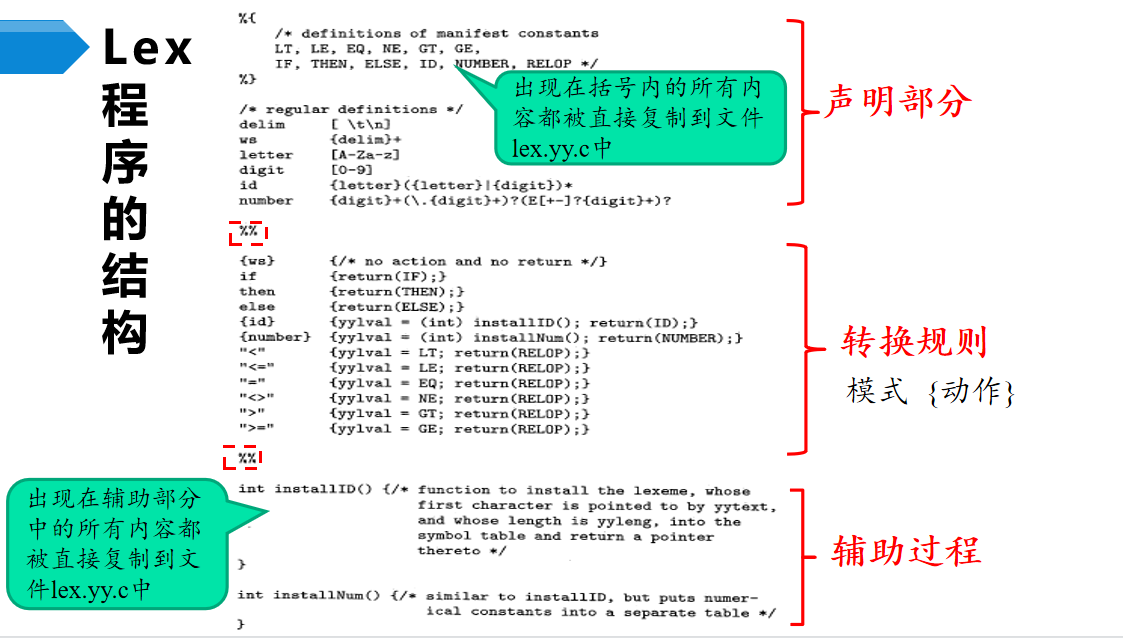 Lex
程
序
的
结
构
%{
/* definitions of manifest constants
LT, LE, EQ, NE, GT, GE,
IF, THEN, ELSE, ID, NUMBER, RELOP */
%}
出现在括号内的所有内
容都被直接复制到文件
lex.yy.c中
声明部分
/* regular definitions */
delim [ \t\n]
ws {delim}+
letter [A-Za-z]
digit [0-9]
id {letter}({letter}|{digit})*
number {digit}+(\.{digit}+)?(E[+-]?{digit}+)?
%%
{ws} {/* no action and no return */}
if {return(IF);}
then {return(THEN);}
else {return(ELSE);}
{id} {yylval = (int) installID(); return(ID);}
{number} {yylval = (int) installNum(); return(NUMBER);}
"<" {yylval = LT; return(RELOP);}
"<=" {yylval = LE; return(RELOP);}
"=" {yylval = EQ; return(RELOP);}
"<>" {yylval = NE; return(RELOP);}
">" {yylval = GT; return(RELOP);}
">=" {yylval = GE; return(RELOP);}
转换规则
模式 {动作}
%%
int installID() {/* function to install the lexeme, whose
first character is pointed to by yytext,
and whose length is yyleng, into the
symbol table and return a pointer
thereto */
}
int installNum() {/* similar to installID, but puts numer-
ical constants into a separate table */
}
出现在辅助部分
中的所有内容都
被直接复制到文
件lex.yy.c中
辅助过程